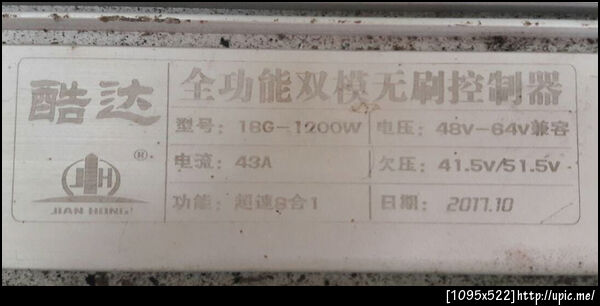 酷达
JH
®
JIAN HONG
全功能双模无刷控制器
型号: 18G-1200W 电压: 48V-64V兼容
电流: 43A 欠压: 41.5V/51.5V
功能: 超速8合1 日期: 2017.10
[1095x522]http://upic.me/